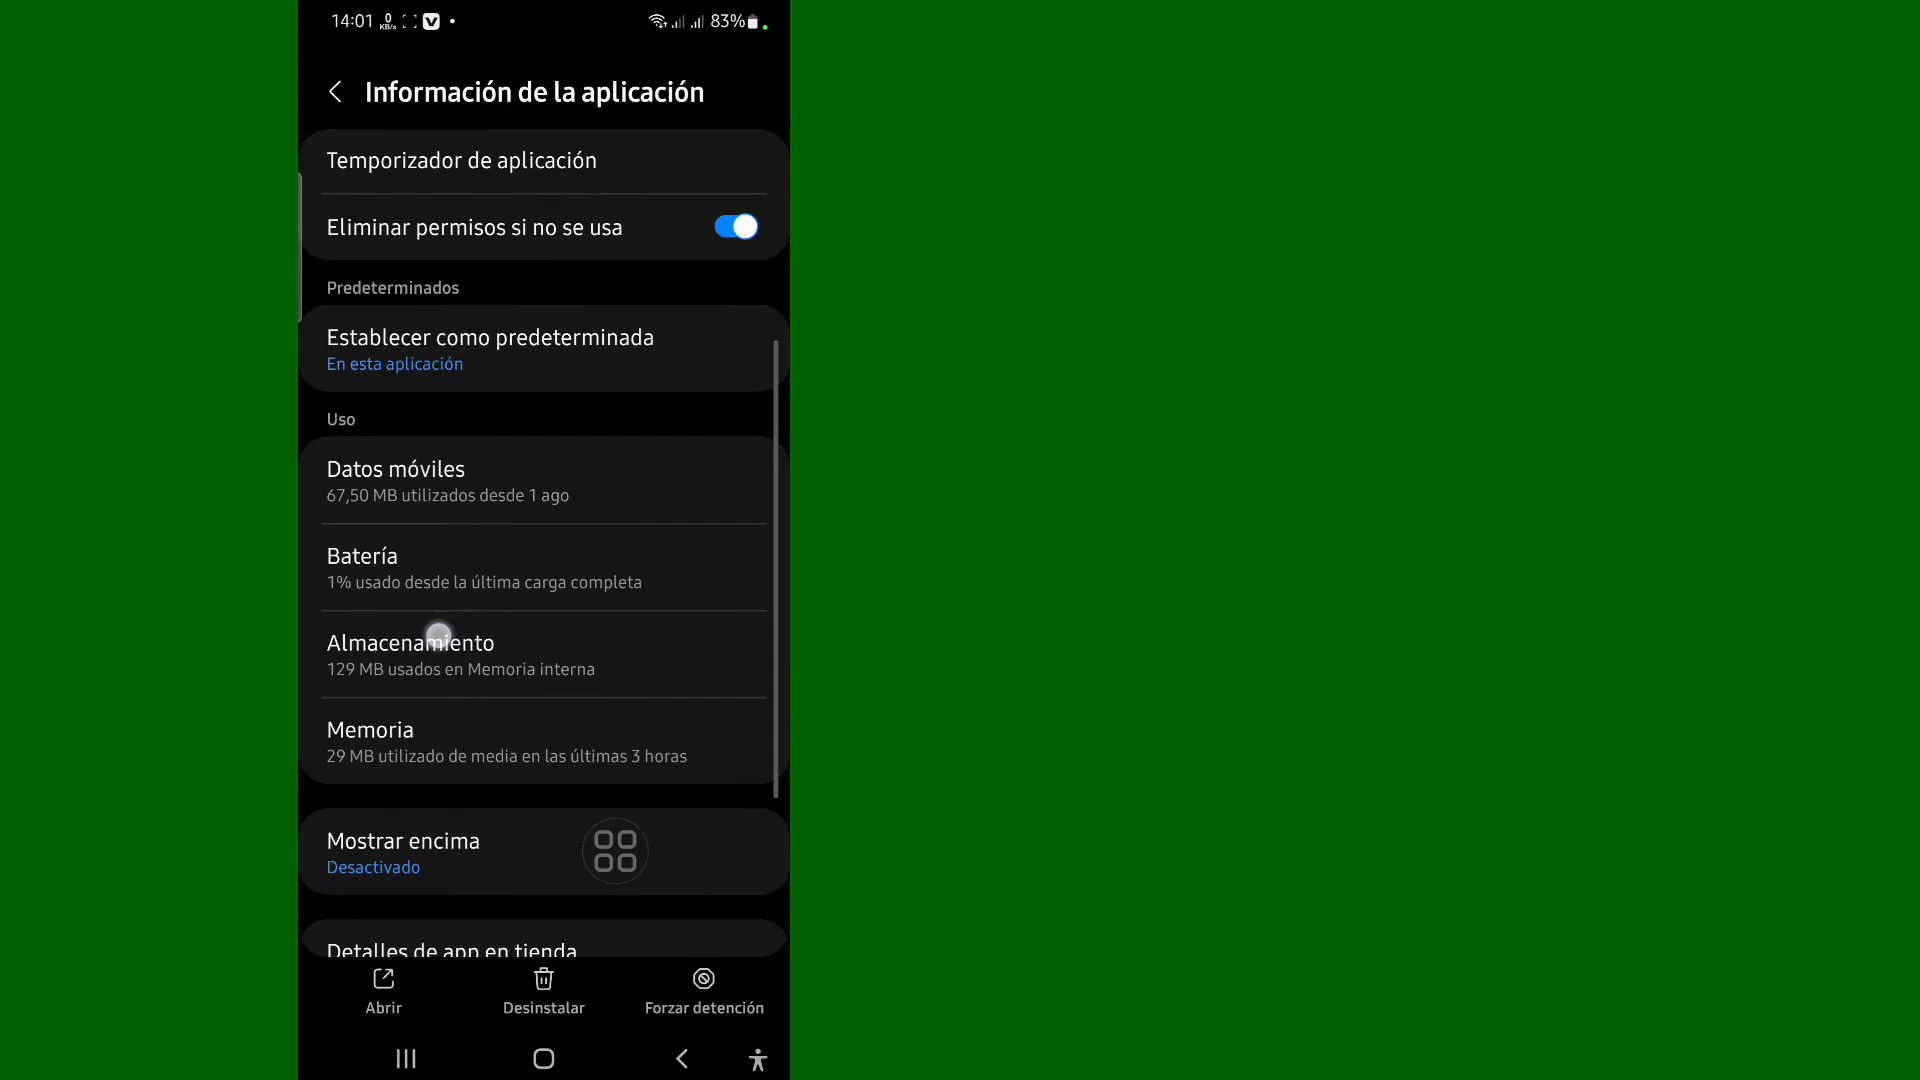 14:01 0 KB/s 83%
Información de la aplicación
Temporizador de aplicación
Eliminar permisos si no se usa
Predeterminados
Establecer como predeterminada
En esta aplicación
Uso
Datos móviles
67,50 MB utilizados desde 1 ago
Batería
1% usado desde la última carga completa
Almacenamiento
129 MB usados en Memoria interna
Memoria
29 MB utilizado de media en las últimas 3 horas
Mostrar encima
Desactivado
Detalles de app en tienda
Abrir Desinstalar Forzar detención